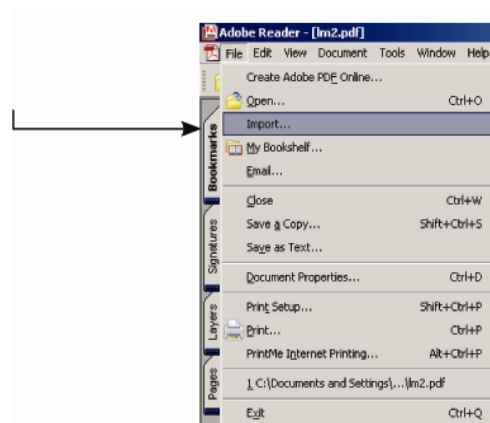 Adobe Reader - [lm2.pdf]
File Edit View Document Tools Window Help
Create Adobe PDF Online...
Open... Ctrl+O
Import...
My Bookshelf...
Email...
Close Ctrl+W
Save a Copy... Shift+Ctrl+S
Save as Text...
Document Properties... Ctrl+D
Print Setup... Shift+Ctrl+P
Print... Ctrl+P
PrintMe Internet Printing... Alt+Ctrl+P
1 C:\Documents and Settings\...\lm2.pdf
Exit Ctrl+Q
Bookmarks
Signatures
Layers
Pages